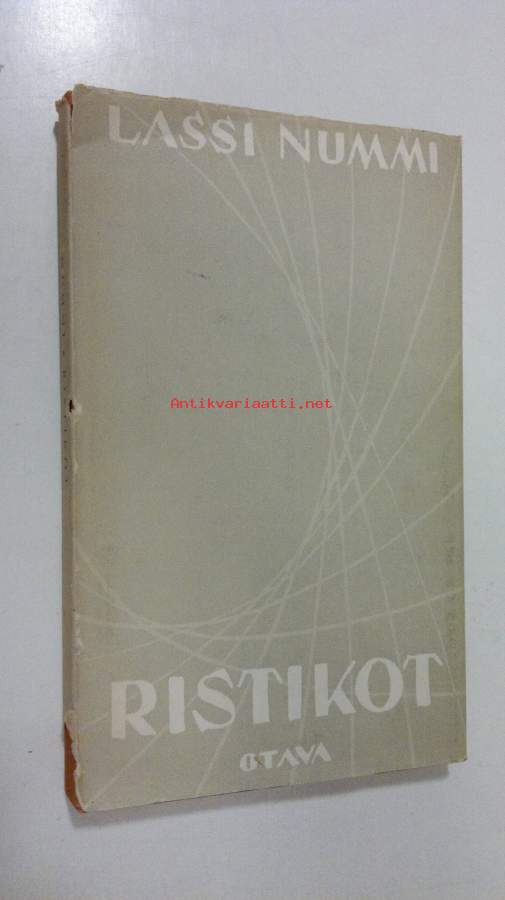 LASSI NUMMI
Antikvariaatti.net
RISTIKOT
OTAVA